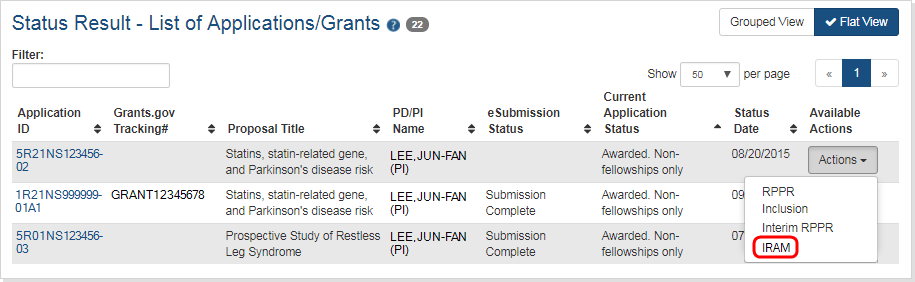 Status Result - List of Applications/Grants ? 22
Grouped View
✔ Flat View
Filter:
Show 50 per page
« 1 »
Application ID
Grants.gov Tracking#
Proposal Title
PD/PI Name
eSubmission Status
Current Application Status
Status Date
Available Actions
5R21NS123456-
02
Statins, statin-related gene,
and Parkinson's disease risk
LEE,JUN-FAN
(PI)
Awarded. Non-
fellowships only
08/20/2015
Actions
1R21NS999999-
01A1
GRANT12345678
Statins, statin-related gene,
and Parkinson's disease risk
LEE,JUN-FAN
(PI)
Submission
Complete
Awarded. Non-
fellowships only
09
5R01NS123456-
03
Prospective Study of Restless
Leg Syndrome
LEE,JUN-FAN
(PI)
Submission
Complete
Awarded. Non-
fellowships only
07
RPPR
Inclusion
Interim RPPR
IRAM